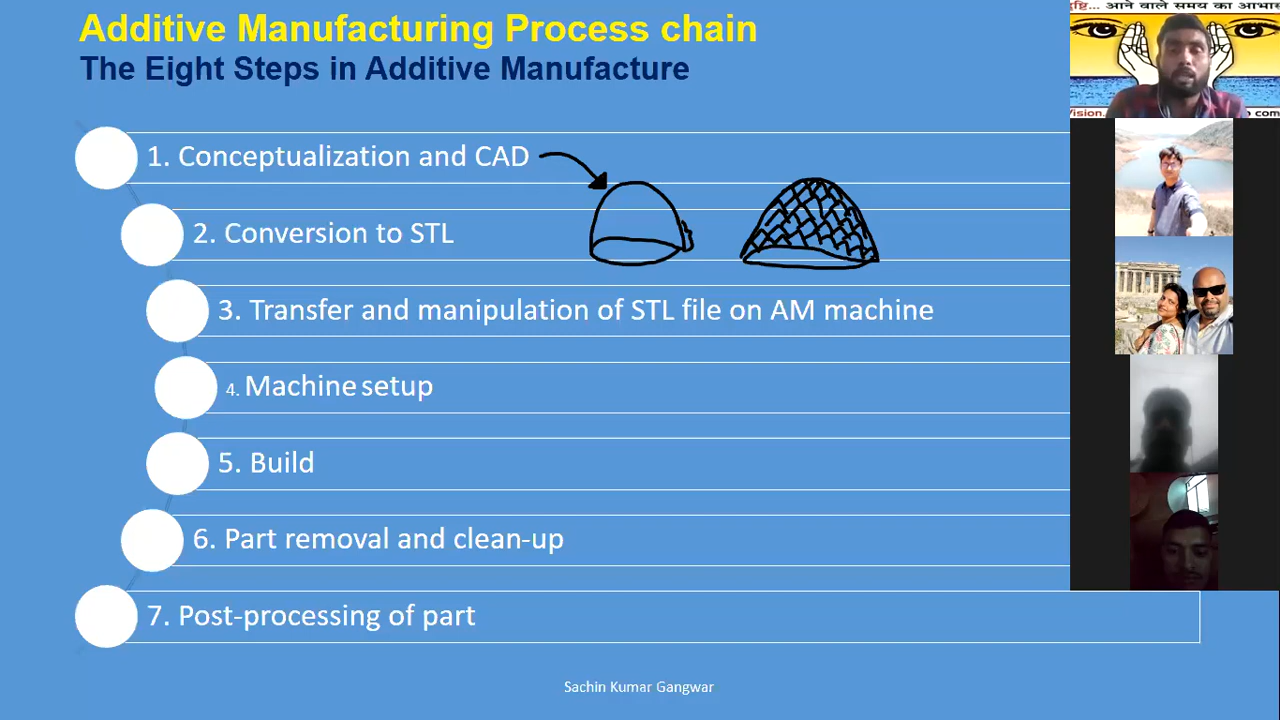 Additive Manufacturing Process chain
The Eight Steps in Additive Manufacture
1. Conceptualization and CAD
2. Conversion to STL
3. Transfer and manipulation of STL file on AM machine
4. Machine setup
5. Build
6. Part removal and clean-up
7. Post-processing of part
Sachin Kumar Gangwar
आने वाले समय का